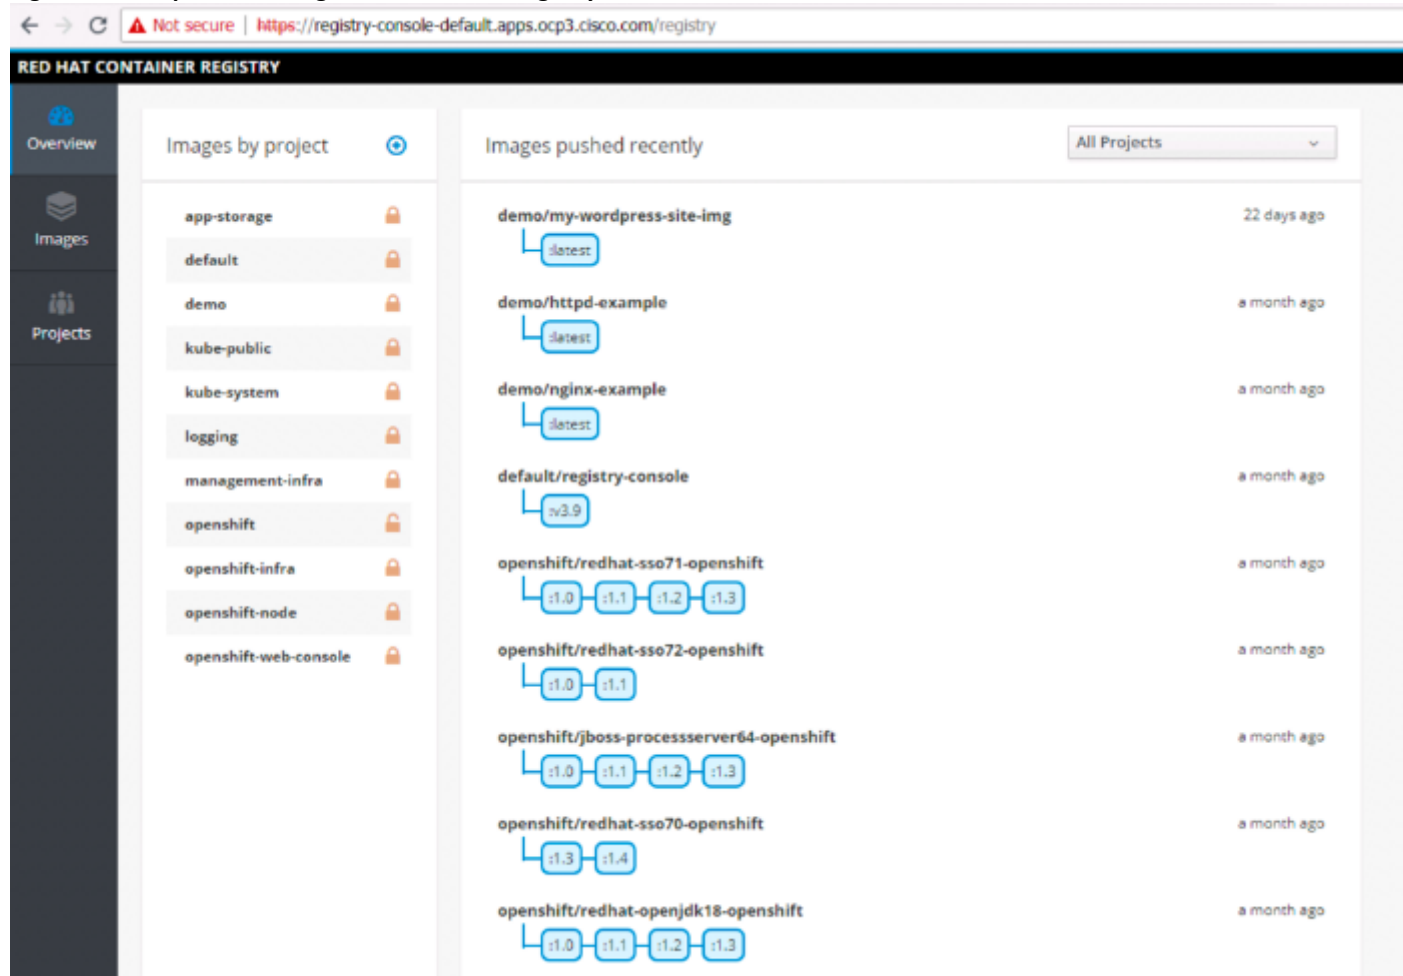 Not secure | https://registry-console-default.apps.ocp3.cisco.com/registry
RED HAT CONTAINER REGISTRY
Overview
Images
Projects
Images by project
app-storage
default
demo
kube-public
kube-system
logging
management-infra
openshift
openshift-infra
openshift-node
openshift-web-console
Images pushed recently
All Projects
demo/my-wordpress-site-img 22 days ago
:latest
demo/httpd-example a month ago
:latest
demo/nginx-example a month ago
:latest
default/registry-console a month ago
:v3.9
openshift/redhat-sso71-openshift a month ago
:1.0 :1.1 :1.2 :1.3
openshift/redhat-sso72-openshift a month ago
:1.0 :1.1
openshift/jboss-processserver64-openshift a month ago
:1.0 :1.1 :1.2 :1.3
openshift/redhat-sso70-openshift a month ago
:1.3 :1.4
openshift/redhat-openjdk18-openshift a month ago
:1.0 :1.1 :1.2 :1.3